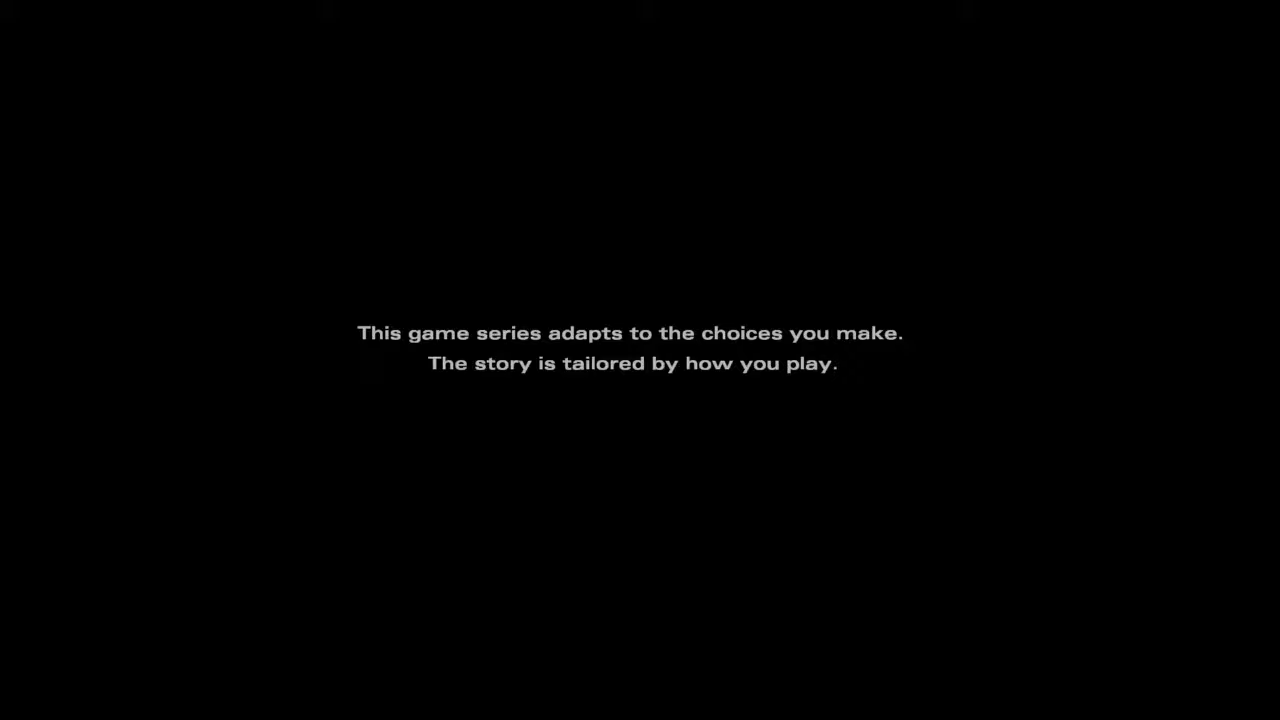 This game series adapts to the choices you make.
The story is tailored by how you play.